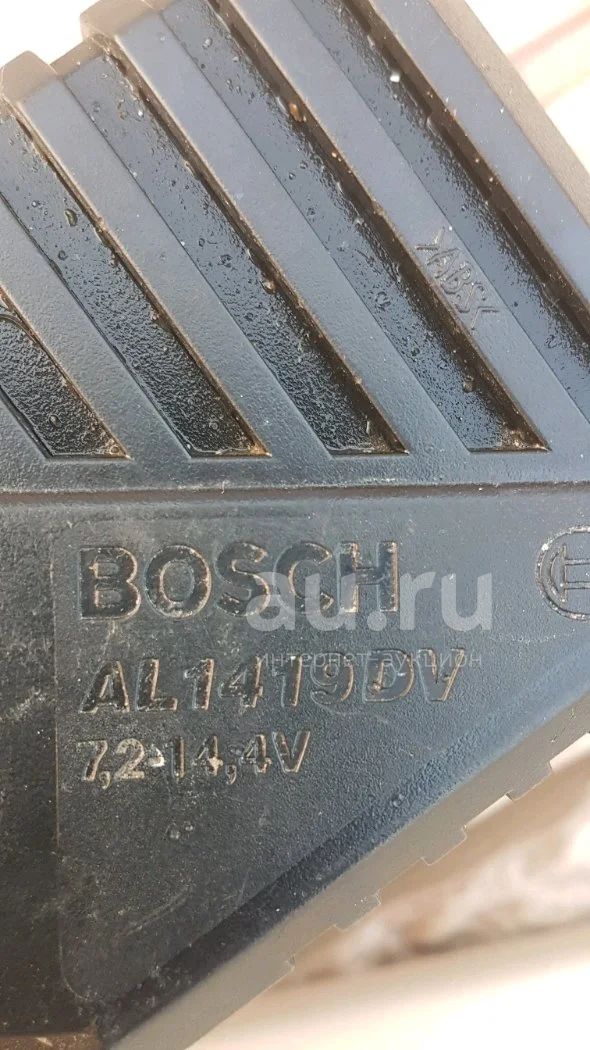 >ABS<
BOSCH
au.ru
интернет-аукцион
AL1419DV
7,2-14,4V